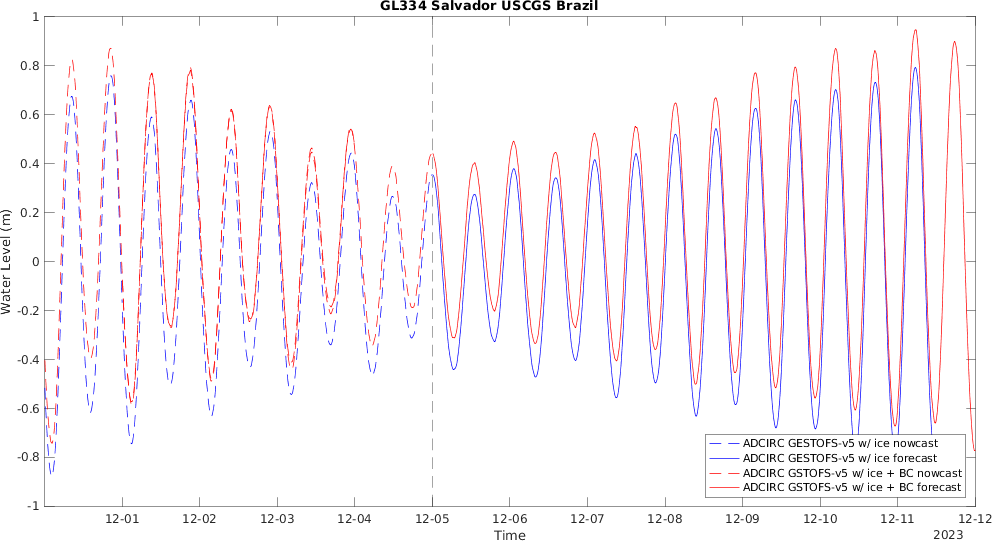 GL334 Salvador USCGS Brazil
1
0.8
0.6
0.4
0.2
0
-0.2
-0.4
-0.6
-0.8
-1
Water Level (m)
ADCIRC GESTOFS-v5 w/ ice nowcast
ADCIRC GESTOFS-v5 w/ ice forecast
ADCIRC GSTOFS-v5 w/ ice + BC nowcast
ADCIRC GSTOFS-v5 w/ ice + BC forecast
12-01 12-02 12-03 12-04 12-05 12-06 12-07 12-08 12-09 12-10 12-11 12-12
Time
2023